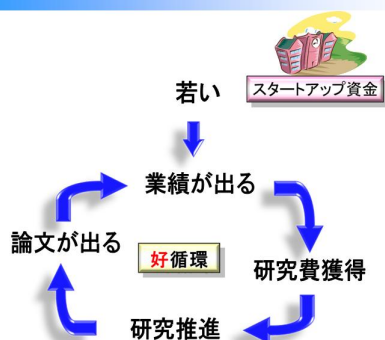 若い
スタートアップ資金
業績が出る
論文が出る
好循環
研究費獲得
研究推進